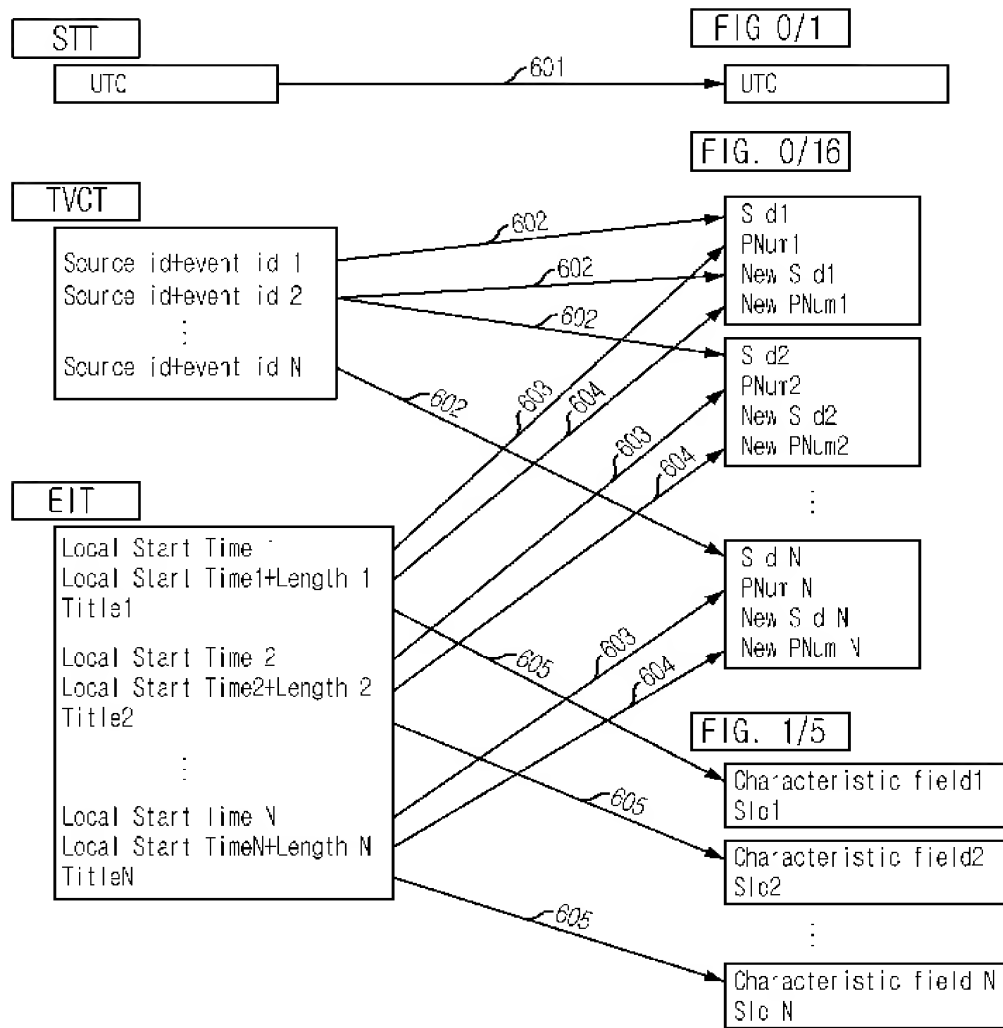 STT
UTC
601
FIG 0/1
UTC
FIG. 0/16
TVCT
Source id+event id 1
Source id+event id 2
⋮
Source id+event id N
602
602
602
602
S d1
PNum1
New S d1
New PNum1
S d2
PNum2
New S d2
New PNum2
⋮
S d N
PNum N
New S d N
New PNum N
603
604
603
604
603
604
EIT
Local Start Time
Local Start Time1+Length 1
Title1
Local Start Time 2
Local Start Time2+Length 2
Title2
⋮
Local Start Time N
Local Start TimeN+Length N
TitleN
605
605
605
FIG. 1/5
Characteristic field1
SIc1
Characteristic field2
SIc2
⋮
Characteristic field N
SIc N